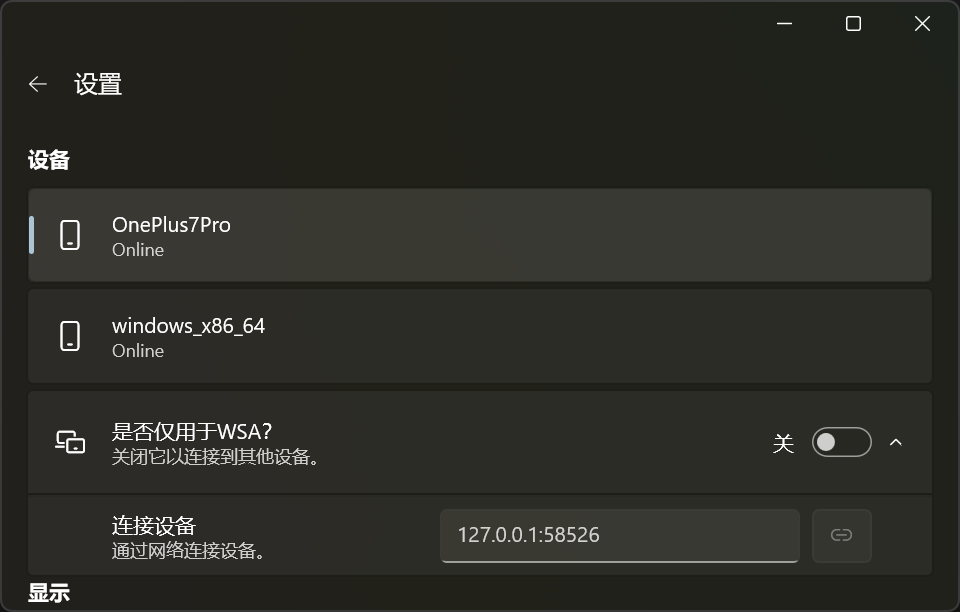 设置
设备
OnePlus7Pro
Online
windows_x86_64
Online
是否仅用于WSA？
关闭它以连接到其他设备。
关
连接设备
通过网络连接设备。
127.0.0.1:58526
显示